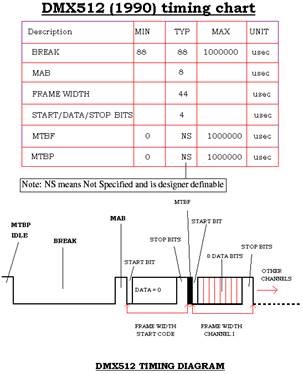 DMX512 (1990) timing chart
Description MIN TYP MAX UNIT
BREAK 88 88 1000000 usec
MAB 8 usec
FRAME WIDTH 44 usec
START/DATA/STOP BITS 4 usec
MTBF 0 NS 1000000 usec
MTBP 0 NS 1000000 usec
Note: NS means Not Specified and is designer definable
MTBF
MTBP
IDLE
BREAK
MAB
START BIT
STOP BITS
START BIT
8 DATA BITS
STOP BITS
DATA = 0
OTHER
CHANNELS
FRAME WIDTH
START CODE
FRAME WIDTH
CHANNEL 1
DMX512 TIMING DIAGRAM